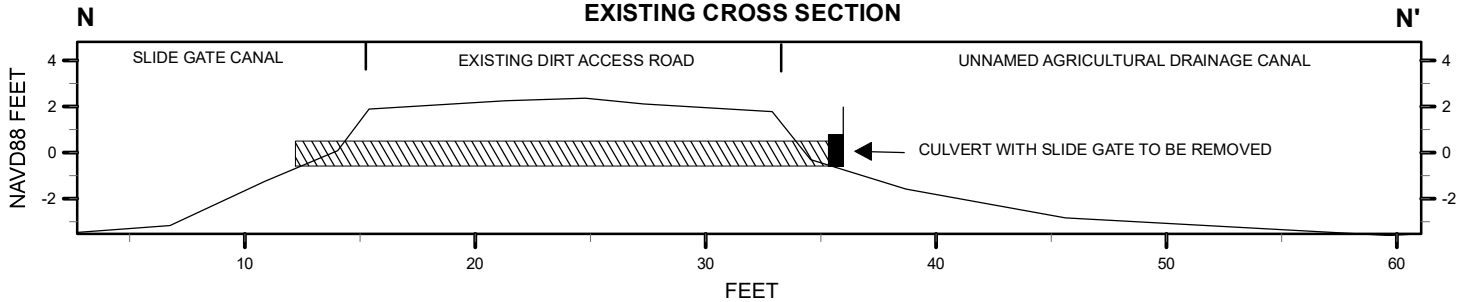 N EXISTING CROSS SECTION N'
SLIDE GATE CANAL EXISTING DIRT ACCESS ROAD UNNAMED AGRICULTURAL DRAINAGE CANAL
NAVD88 FEET
4 4
2 2
0 CULVERT WITH SLIDE GATE TO BE REMOVED 0
-2 -2
10 20 30 40 50 60
FEET